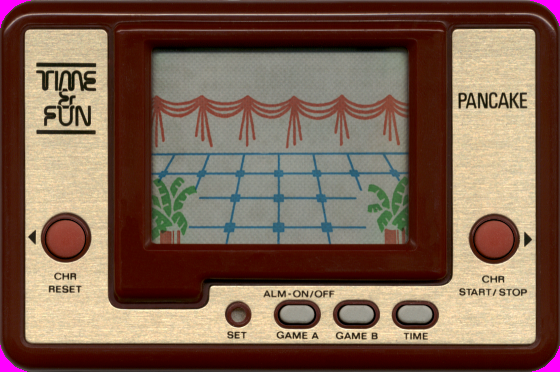 TIME
&
FUN
PANCAKE
CHR
RESET
CHR
START/STOP
ALM-ON/OFF
SET
GAME A
GAME B
TIME